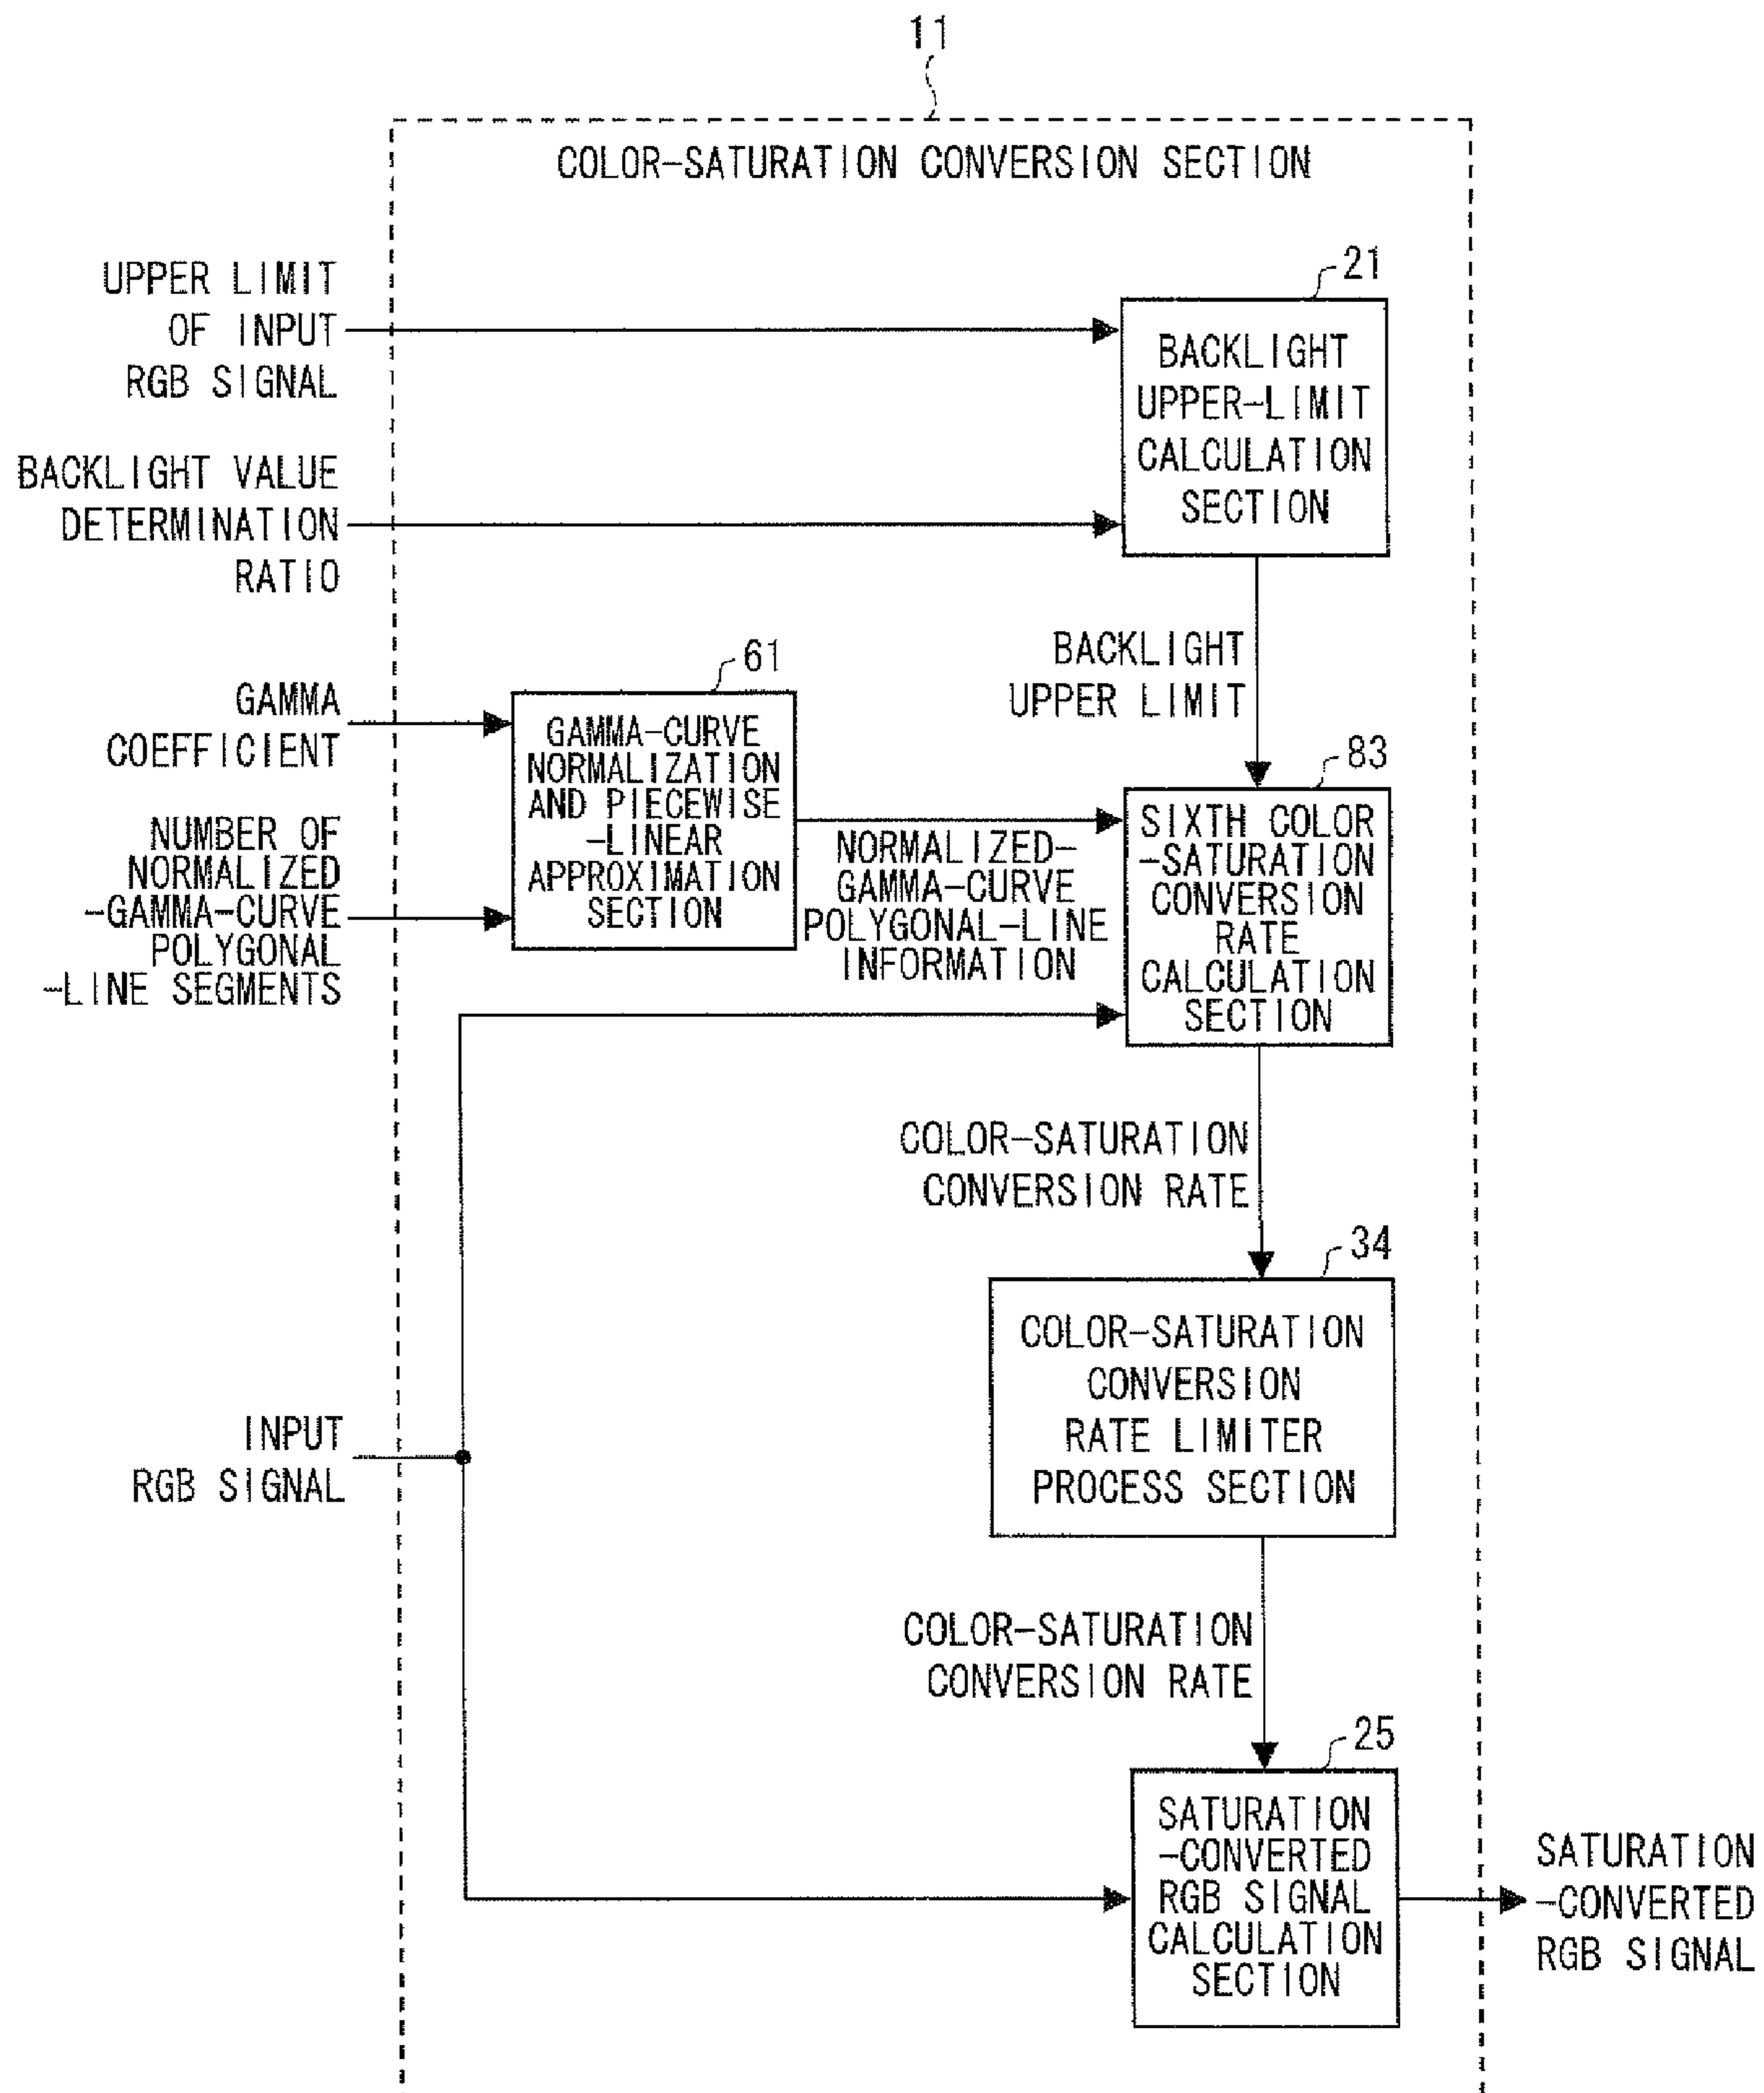 11
COLOR-SATURATION CONVERSION SECTION
UPPER LIMIT
OF INPUT
RGB SIGNAL
21
BACKLIGHT
UPPER-LIMIT
CALCULATION
SECTION
BACKLIGHT VALUE
DETERMINATION
RATIO
BACKLIGHT
UPPER LIMIT
GAMMA
COEFFICIENT
61
GAMMA-CURVE
NORMALIZATION
AND PIECEWISE
-LINEAR
APPROXIMATION
SECTION
NUMBER OF
NORMALIZED
-GAMMA-CURVE
POLYGONAL
-LINE SEGMENTS
NORMALIZED-
GAMMA-CURVE
POLYGONAL-LINE
INFORMATION
83
SIXTH COLOR
-SATURATION
CONVERSION
RATE
CALCULATION
SECTION
COLOR-SATURATION
CONVERSION RATE
34
COLOR-SATURATION
CONVERSION
RATE LIMITER
PROCESS SECTION
INPUT
RGB SIGNAL
COLOR-SATURATION
CONVERSION RATE
25
SATURATION
-CONVERTED
RGB SIGNAL
CALCULATION
SECTION
SATURATION
-CONVERTED
RGB SIGNAL